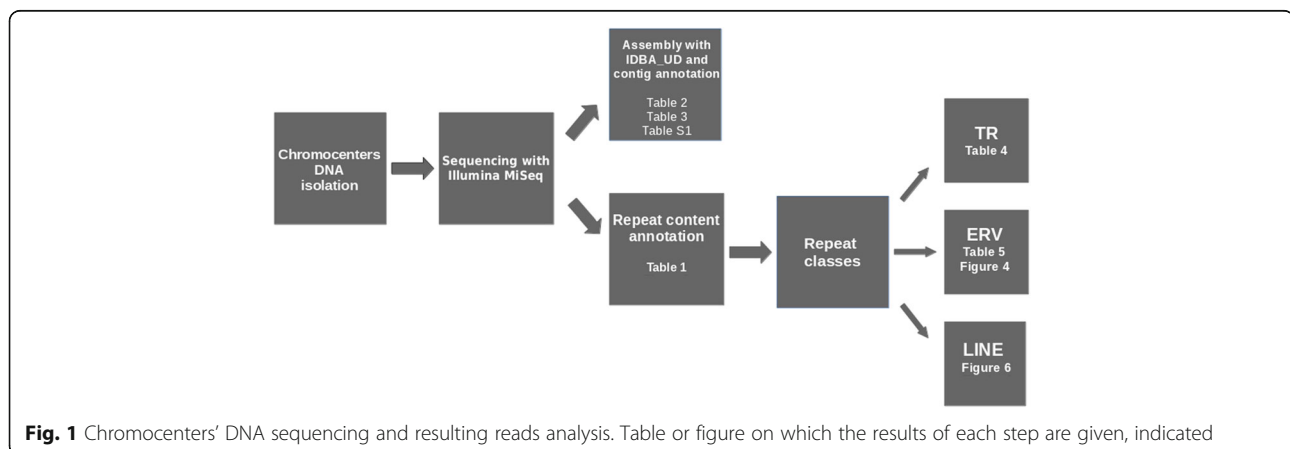 Chromocenters
DNA
isolation
Sequencing with
Illumina MiSeq
Assembly with
IDBA_UD and
contig annotation
Table 2
Table 3
Table S1
Repeat content
annotation
Table 1
Repeat
classes
TR
Table 4
ERV
Table 5
Figure 4
LINE
Figure 6
Fig. 1 Chromocenters’ DNA sequencing and resulting reads analysis. Table or figure on which the results of each step are given, indicated